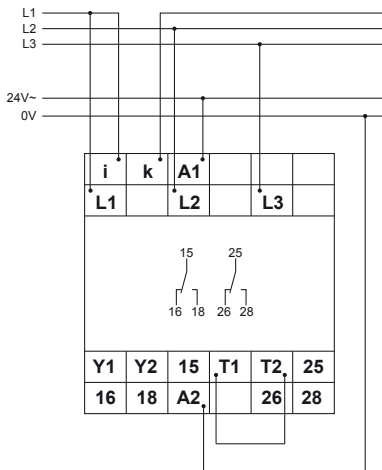 L1
L2
L3
24V~
0V
i k A1
L1 L2 L3
15 25
16 18 26 28
Y1 Y2 15 T1 T2 25
16 18 A2 26 28